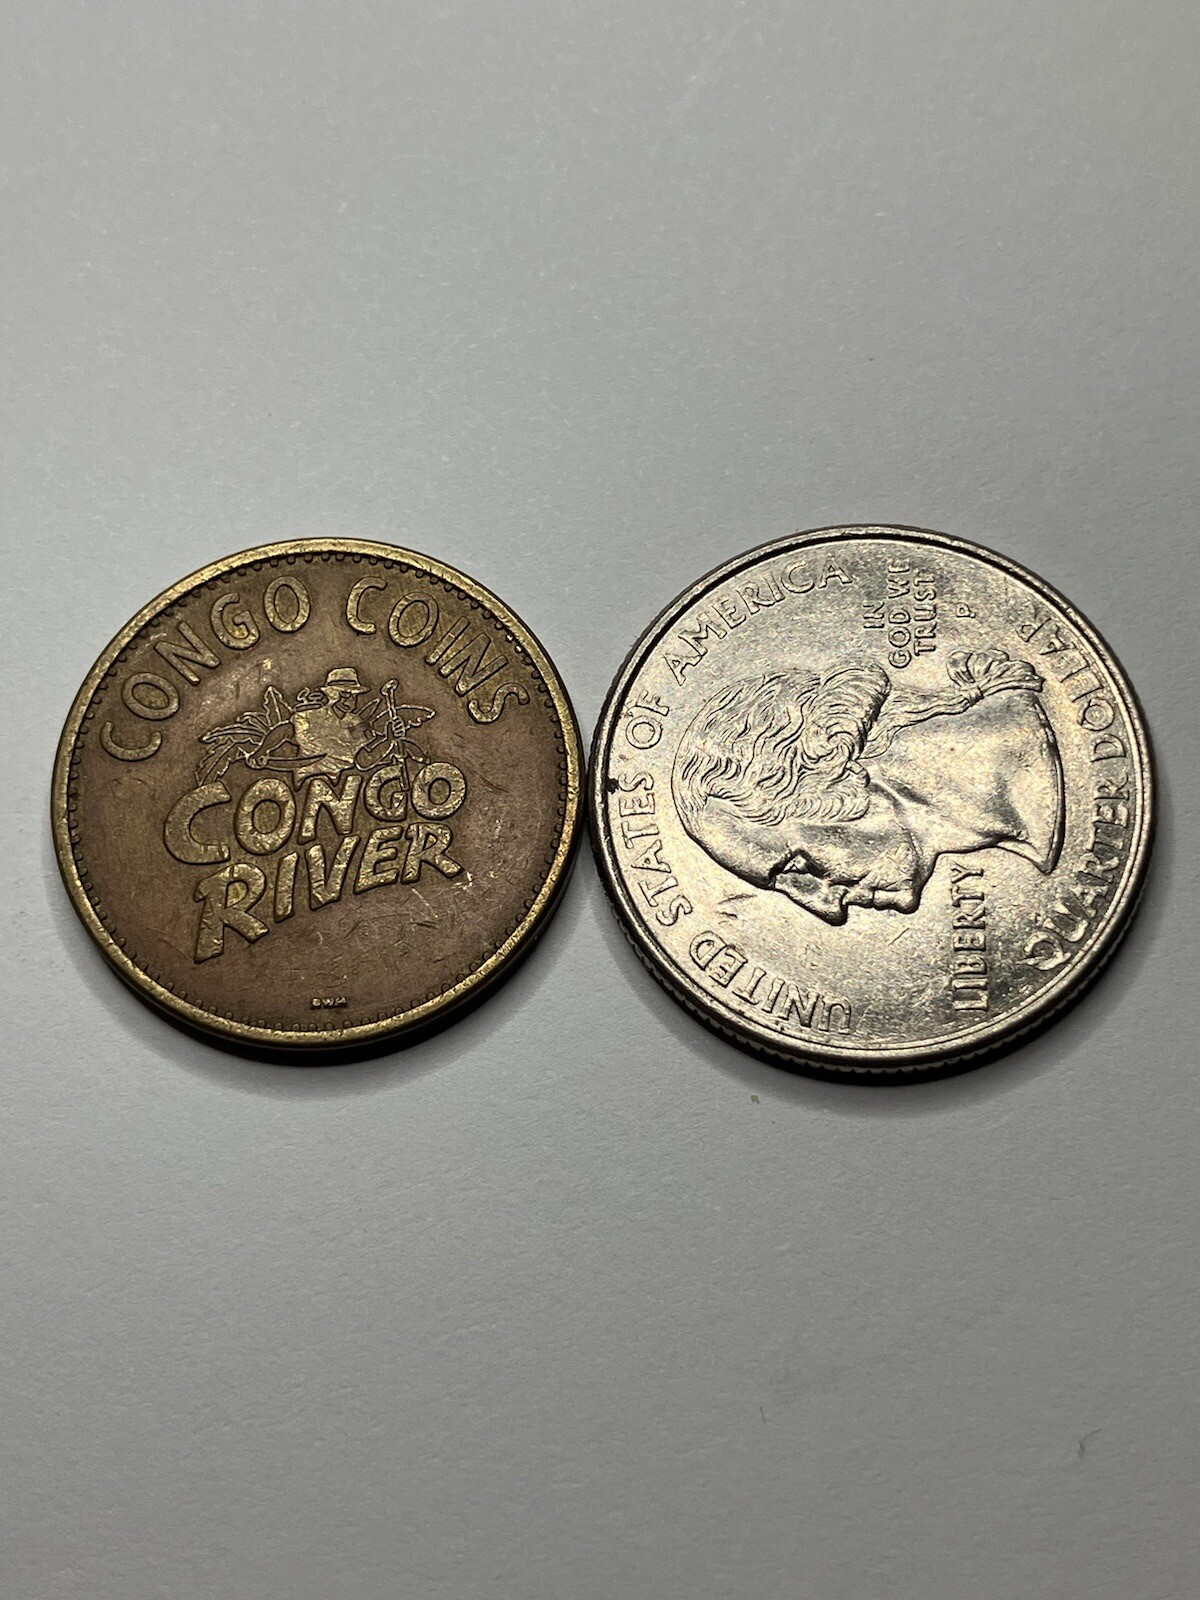 CONGO COINS
CONGO
RIVER
UNITED STATES OF AMERICA
IN
GOD WE
TRUST
P
LIBERTY
QUARTER DOLLAR